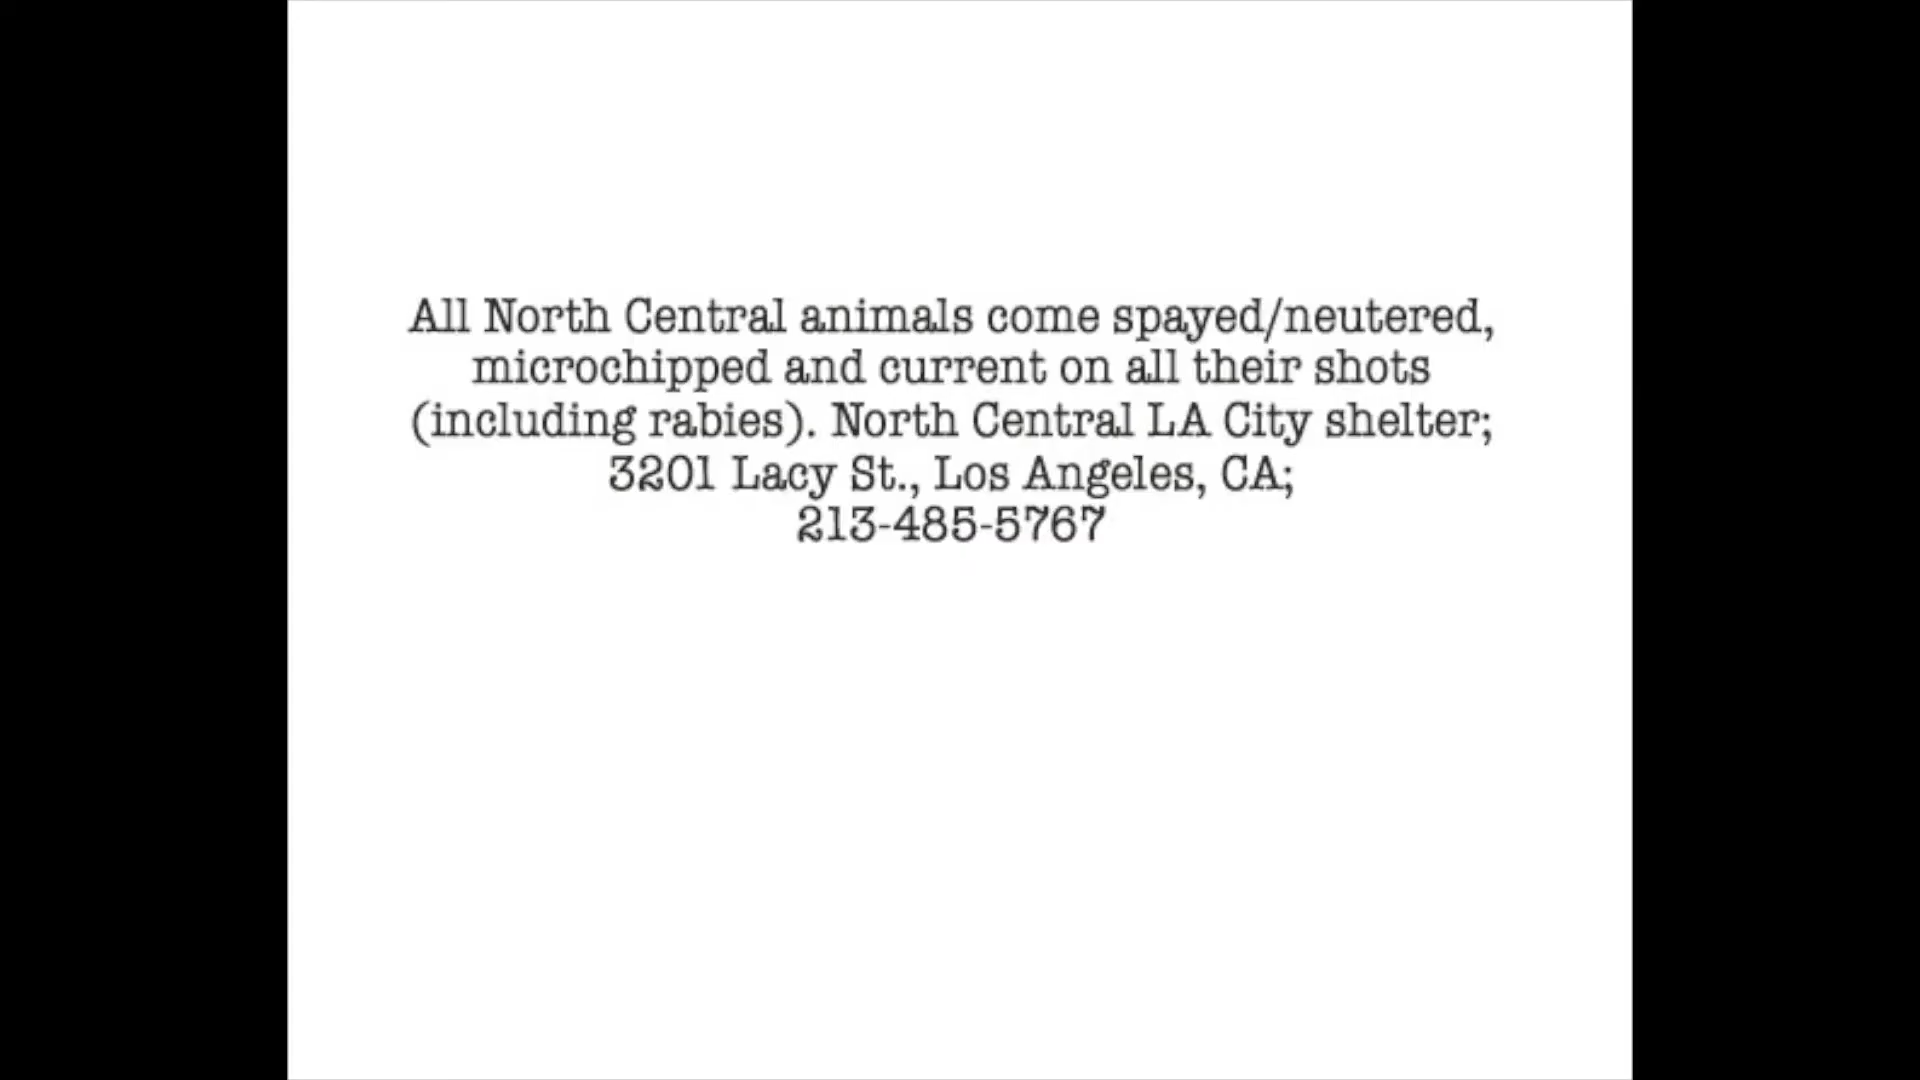 All North Central animals come spayed/neutered,
microchipped and current on all their shots
(including rabies). North Central LA City shelter;
3201 Lacy St., Los Angeles, CA;
213-485-5767